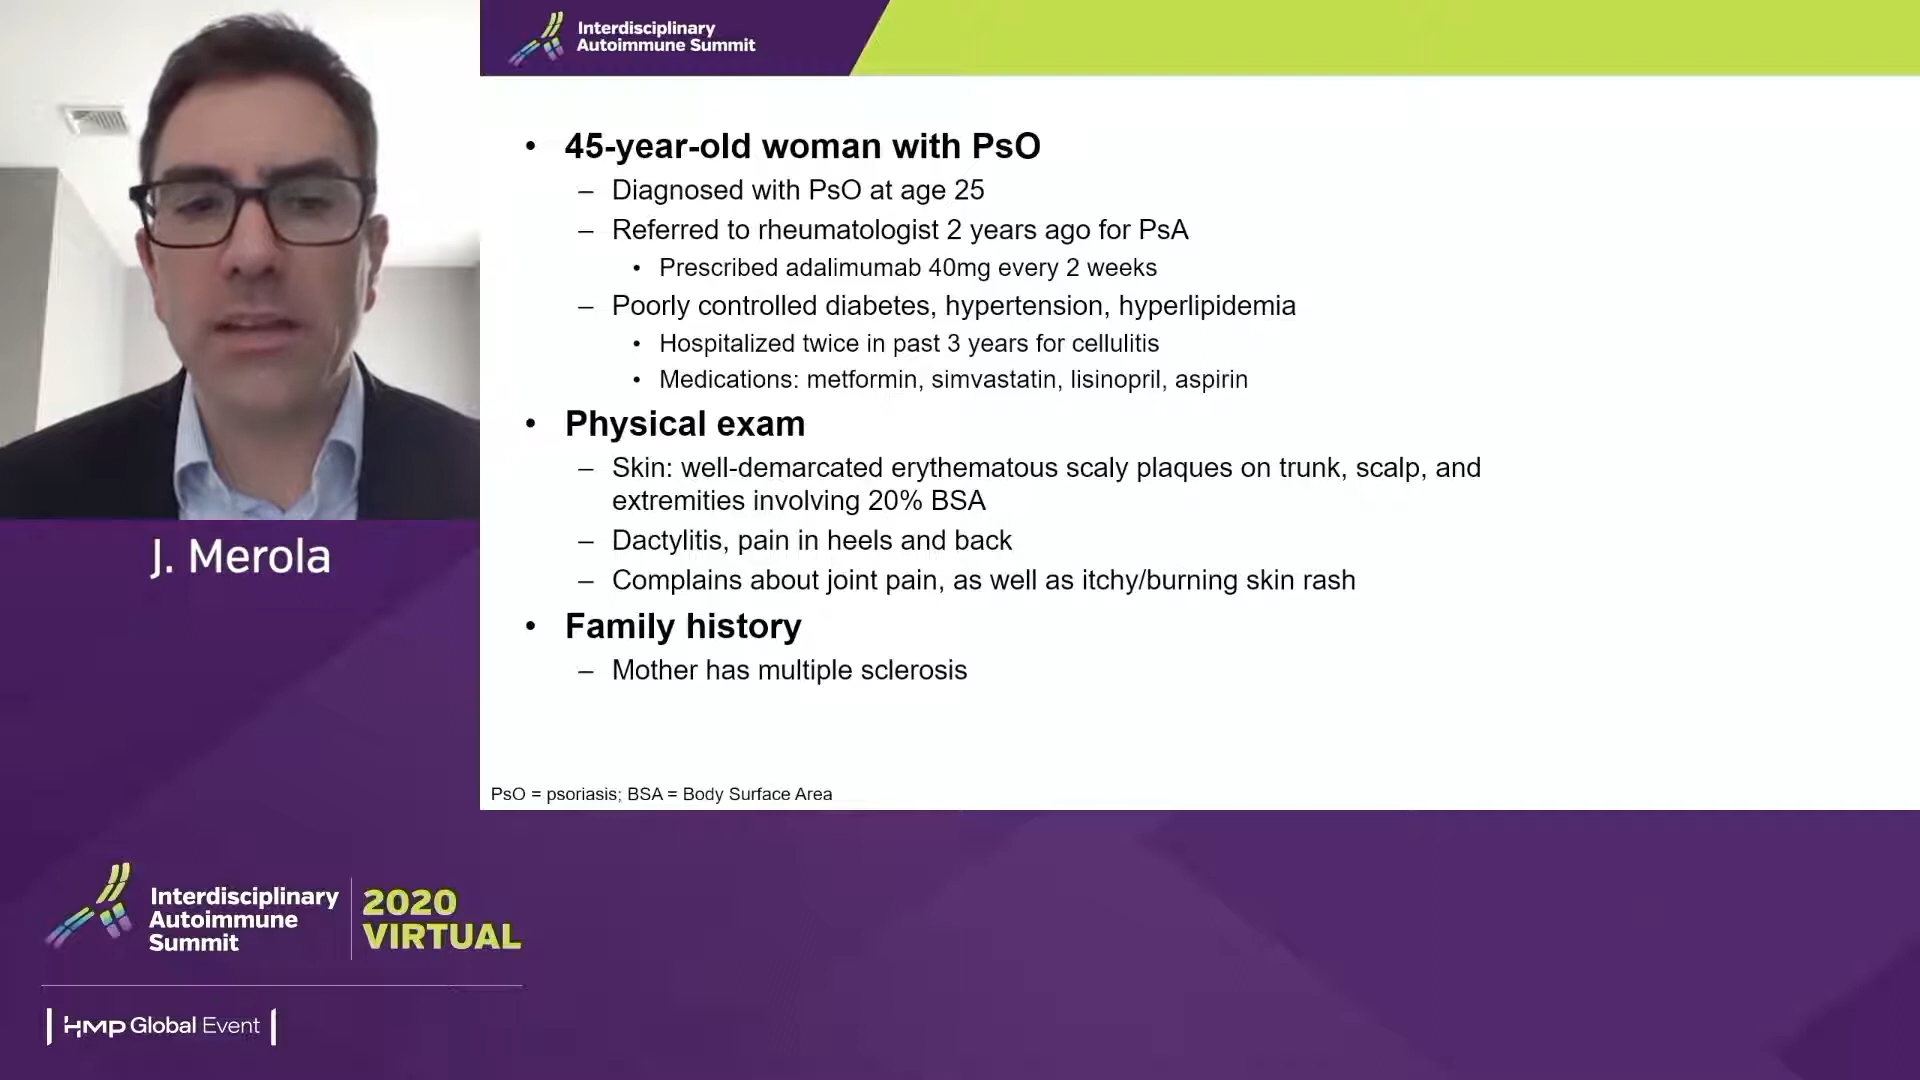 Interdisciplinary
Autoimmune Summit
• 45-year-old woman with PsO
– Diagnosed with PsO at age 25
– Referred to rheumatologist 2 years ago for PsA
• Prescribed adalimumab 40mg every 2 weeks
– Poorly controlled diabetes, hypertension, hyperlipidemia
• Hospitalized twice in past 3 years for cellulitis
• Medications: metformin, simvastatin, lisinopril, aspirin
• Physical exam
– Skin: well-demarcated erythematous scaly plaques on trunk, scalp, and
extremities involving 20% BSA
– Dactylitis, pain in heels and back
– Complains about joint pain, as well as itchy/burning skin rash
• Family history
– Mother has multiple sclerosis
PsO = psoriasis; BSA = Body Surface Area
J. Merola
Interdisciplinary
Autoimmune
Summit
2020
VIRTUAL
HMP Global Event